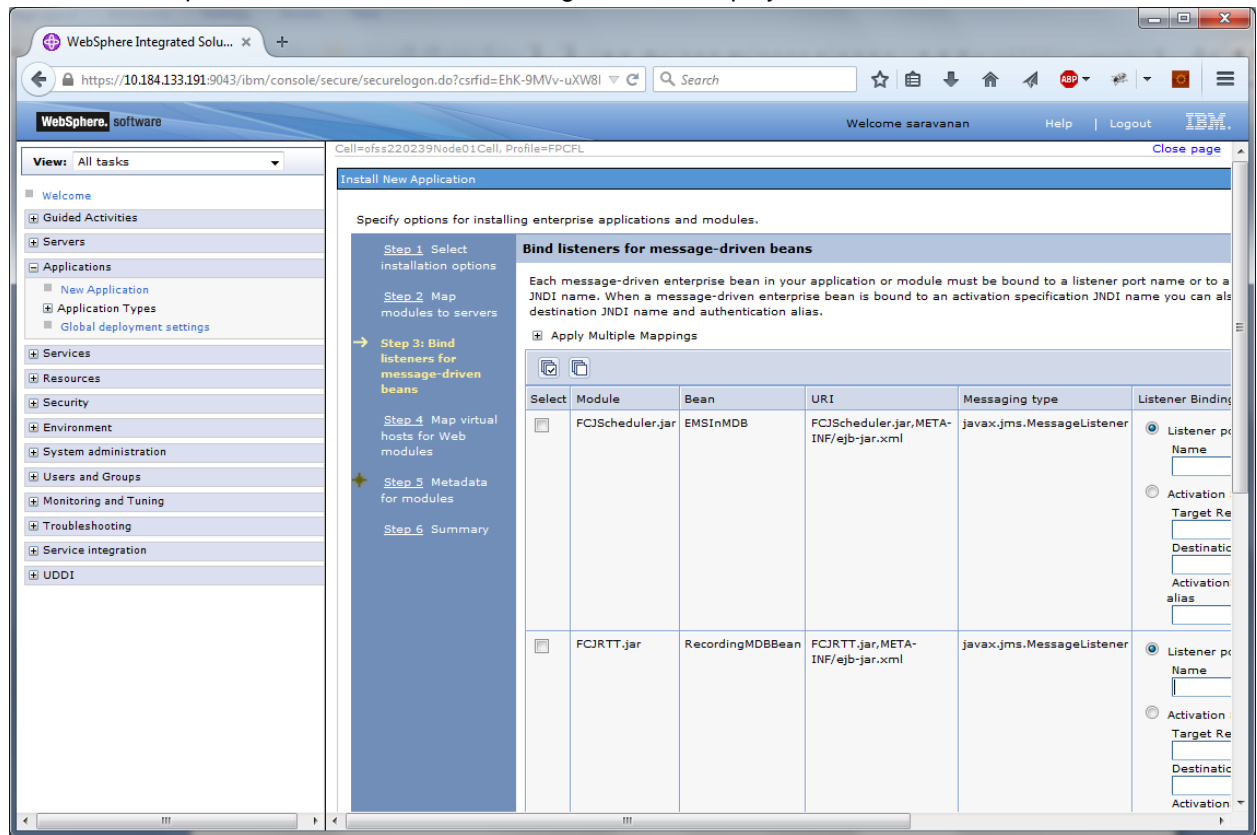 WebSphere Integrated Solu... × +
https://10.184.133.191:9043/ibm/console/secure/securelogon.do?csrfid=EhK-9MVv-uXW8l
Search
ABP
WebSphere. software
Welcome saravanan
Help | Logout
IBM.
View: All tasks
Welcome
Guided Activities
Servers
Applications
New Application
Application Types
Global deployment settings
Services
Resources
Security
Environment
System administration
Users and Groups
Monitoring and Tuning
Troubleshooting
Service integration
UDDI
Cell=ofss220239Node01Cell, Profile=FPCFL
Close page
Install New Application
Specify options for installing enterprise applications and modules.
Step 1 Select
installation options
Step 2 Map
modules to servers
Step 3: Bind
listeners for
message-driven
beans
Step 4 Map virtual
hosts for Web
modules
Step 5 Metadata
for modules
Step 6 Summary
Bind listeners for message-driven beans
Each message-driven enterprise bean in your application or module must be bound to a listener port name or to a
JNDI name. When a message-driven enterprise bean is bound to an activation specification JNDI name you can als
destination JNDI name and authentication alias.
Apply Multiple Mappings
Select Module Bean URI Messaging type Listener Binding
FCJScheduler.jar EMSInMDB FCJScheduler.jar,META-
INF/ejb-jar.xml
javax.jms.MessageListener
Listener po
Name
Activation
Target Re
Destinatic
Activation
alias
FCJRTT.jar RecordingMDBBean FCJRTT.jar,META-
INF/ejb-jar.xml
javax.jms.MessageListener
Listener po
Name
Activation
Target Re
Destinatic
Activation